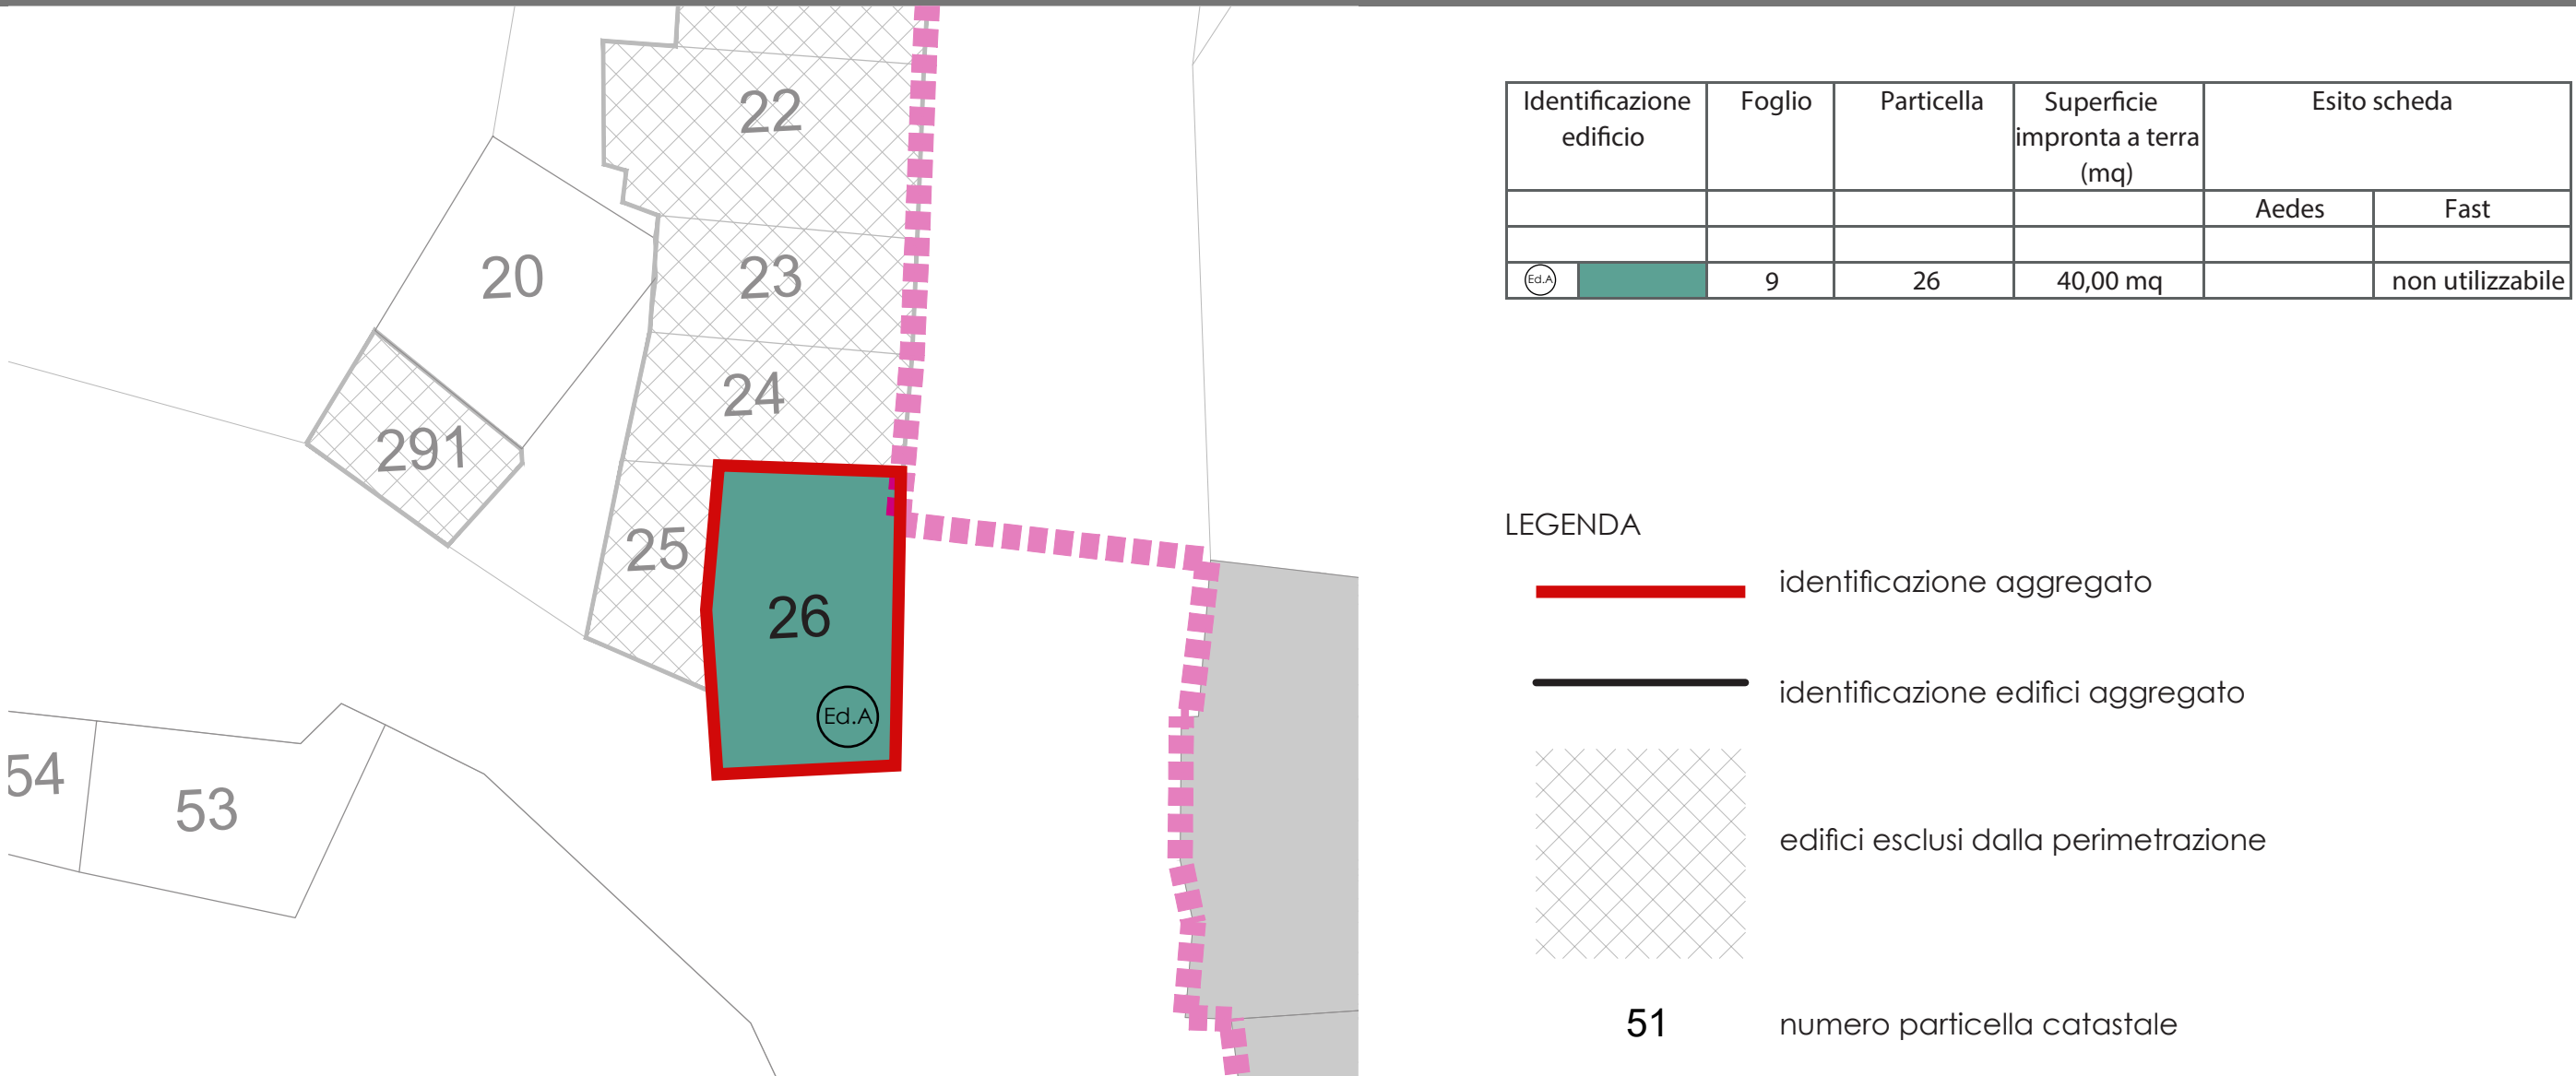 22
20
23
24
291
25
26
Ed.A
54
53
Identificazione edificio
Foglio
Particella
Superficie impronta a terra (mq)
Esito scheda
Aedes
Fast
Ed.A
9
26
40,00 mq
non utilizzabile
LEGENDA
identificazione aggregato
identificazione edifici aggregato
edifici esclusi dalla perimetrazione
51
numero particella catastale